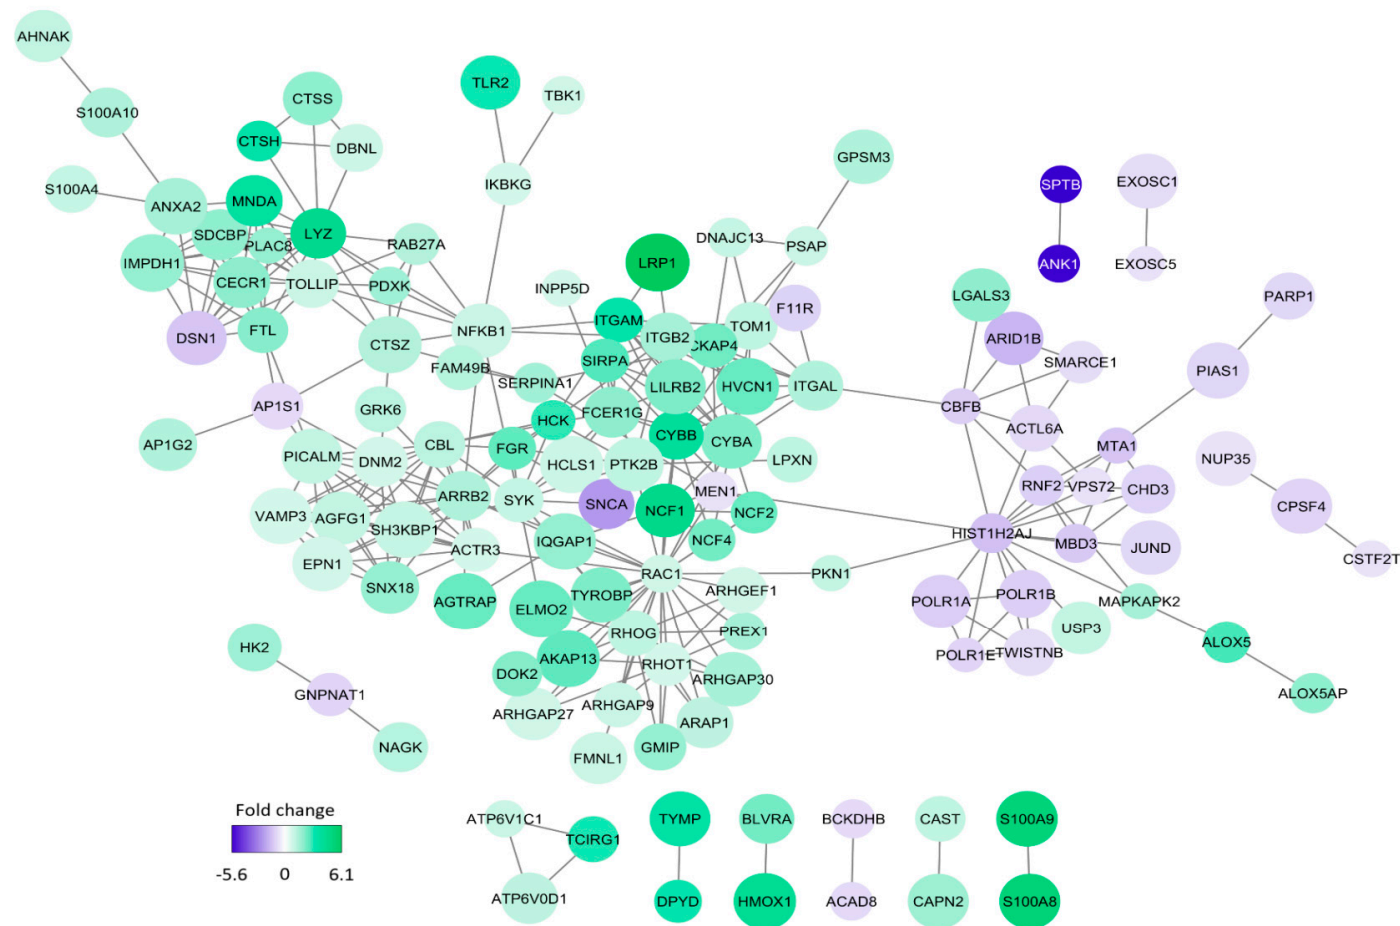 AHNAK
TLR2
TBK1
CTSS
S100A10
CTSH
DBNL
GPSM3
S100A4
IKBKG
SPTB
EXOSC1
ANXA2
MNDA
LYZ
SDCBP
PLAC8
RAB27A
DNAJC13
PSAP
IMPDH1
LRP1
ANK1
EXOSC5
CECR1
TOLLIP
PDXK
INPP5D
LGALS3
PARP1
F11R
DSN1
FTL
NFKB1
ITGAM
ITGB2
CKAP4
TOM1
ARID1B
CTSZ
SIRPA
SMARCE1
FAM49B
SERPINA1
LILRB2
HVCN1
ITGAL
PIAS1
AP1S1
GRK6
HCK
FCER1G
CBFB
ACTL6A
AP1G2
CBL
FGR
CYBB
CYBA
MTA1
PICALM
DNM2
HCLS1
PTK2B
LPXN
NUP35
ARRB2
SYK
MEN1
RNF2
VPS72
CHD3
VAMP3
AGFG1
SNCA
NCF1
NCF2
CPSF4
SH3KBP1
HIST1H2AJ
MBD3
JUND
EPN1
ACTR3
IQGAP1
NCF4
CSTF2T
SNX18
RAC1
PKN1
AGTRAP
ELMO2
TYROBP
ARHGEF1
POLR1A
POLR1B
MAPKAPK2
RHOG
PREX1
USP3
HK2
AKAP13
RHOT1
POLR1E
TWISTNB
ALOX5
DOK2
ARHGAP30
GNPNAT1
ARHGAP27
ARHGAP9
ARAP1
ALOX5AP
NAGK
FMNL1
GMIP
Fold change
-5.6 0 6.1
ATP6V1C1
TCIRG1
TYMP
BLVRA
BCKDHB
CAST
S100A9
ATP6V0D1
DPYD
HMOX1
ACAD8
CAPN2
S100A8